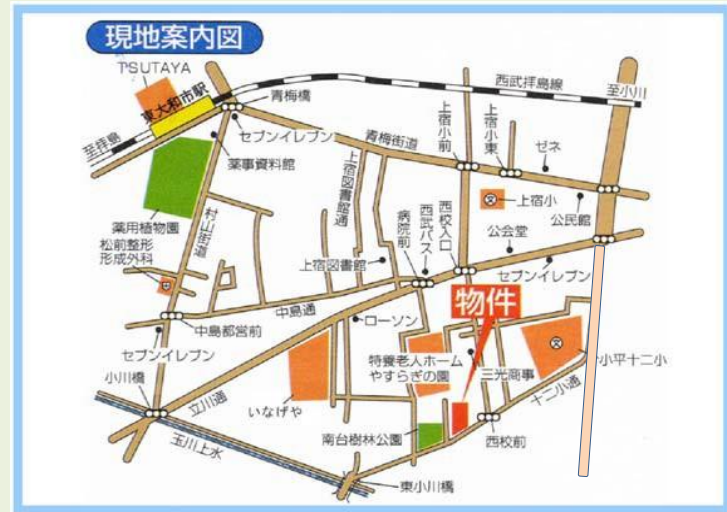 現地案内図
TSUTAYA
東大和市駅
青梅橋
西武拝島線
至小川
至拝島
セブンイレブン
薬事資料館
青梅街道
上宿小前
上宿小東
ゼネ
上宿図書館通
薬用植物園
村山街道
上宿小
公民館
松前整形
形成外科
病院前
西武バス
西校入口
公会堂
上宿図書館
セブンイレブン
物件
中島通
中島都営前
ローソン
セブンイレブン
特養老人ホーム
やすらぎの園
三光商事
小平十二小
小川橋
立川通
いなげや
十二小通
南台樹林公園
西校前
玉川上水
東小川橋